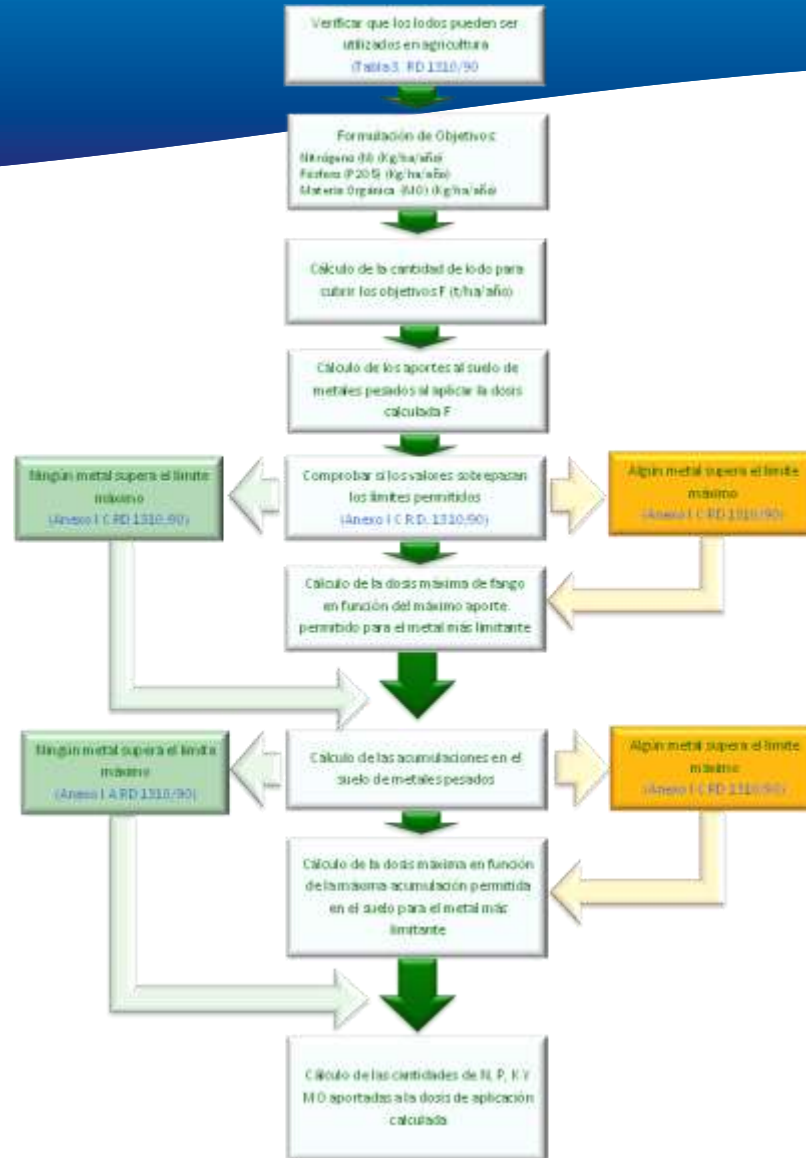 Verificar que los lodos pueden ser
utilizados en agricultura
(Tabla 3. RD 1310/90
Formulación de Objetivos:
Nitrógeno (N) (Kg/ha/año)
Fósforo (P2O5) (Kg/ha/año)
Materia Orgánica (MO) (Kg/ha/año)
Cálculo de la cantidad de lodo para
cubrir los objetivos F (t/ha/año)
Cálculo de los aportes al suelo de
metales pesados al aplicar la dosis
calculada F
Ningún metal supera el límite
máximo
(Anexo I C RD 1310/90)
Comprobar si los valores sobrepasan
los límites permitidos
(Anexo I C R.D. 1310/90)
Algún metal supera el límite
máximo
(Anexo I C RD 1310/90)
Cálculo de la dosis máxima de fango
en función del máximo aporte
permitido para el metal más limitante
Ningún metal supera el límite
máximo
(Anexo I A RD 1310/90)
Cálculo de las acumulaciones en el
suelo de metales pesados
Algún metal supera el límite
máximo
(Anexo I C RD 1310/90)
Cálculo de la dosis máxima en función
de la máxima acumulación permitida
en el suelo para el metal más
limitante
Cálculo de las cantidades de N, P, K Y
MO aportadas a la dosis de aplicación
calculada